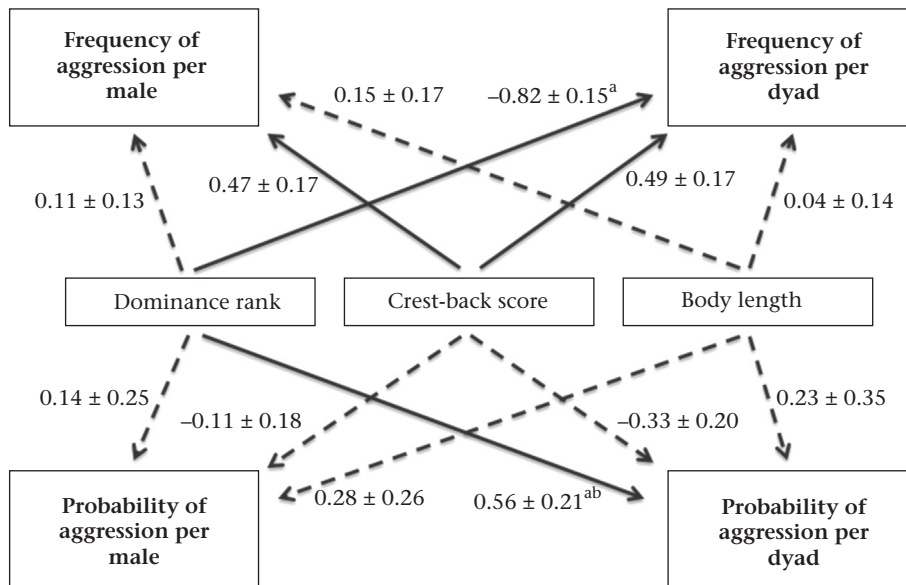 Frequency of
aggression per
male
Frequency of
aggression per
dyad
0.15 ± 0.17
–0.82 ± 0.15a
0.11 ± 0.13
0.47 ± 0.17
0.49 ± 0.17
0.04 ± 0.14
Dominance rank
Crest-back score
Body length
0.14 ± 0.25
–0.11 ± 0.18
–0.33 ± 0.20
0.23 ± 0.35
0.28 ± 0.26
0.56 ± 0.21ab
Probability of
aggression per
male
Probability of
aggression per
dyad